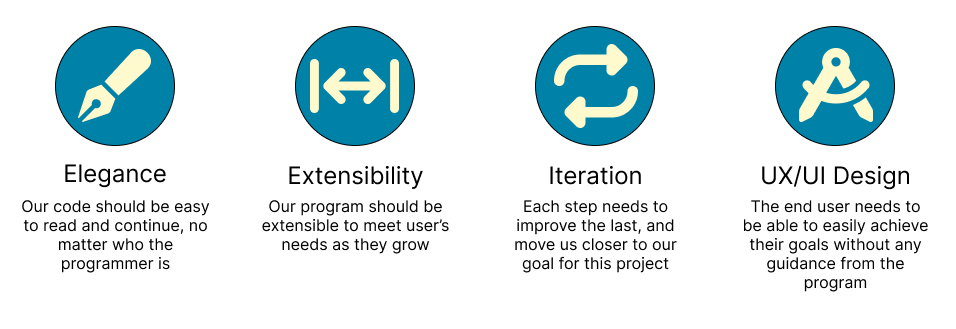 Elegance
Our code should be easy
to read and continue, no
matter who the
programmer is
Extensibility
Our program should be
extensible to meet user’s
needs as they grow
Iteration
Each step needs to
improve the last, and
move us closer to our
goal for this project
UX/UI Design
The end user needs to
be able to easily achieve
their goals without any
guidance from the
program